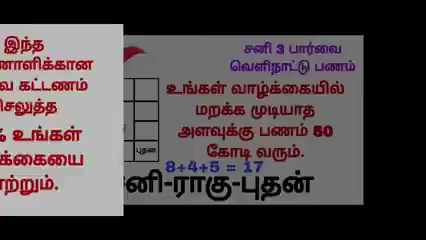 இந்த
சேவை கட்டணம்
செலுத்த
% உங்கள்
சனி 3 பார்வை
வெளிநாட்டு பணம்
உங்கள் வாழ்க்கையில்
மறக்க முடியாத
அளவுக்கு பணம் 50
கோடி வரும்.
புதன்
8+4+5 = 17
சனி-ராகு-புதன்